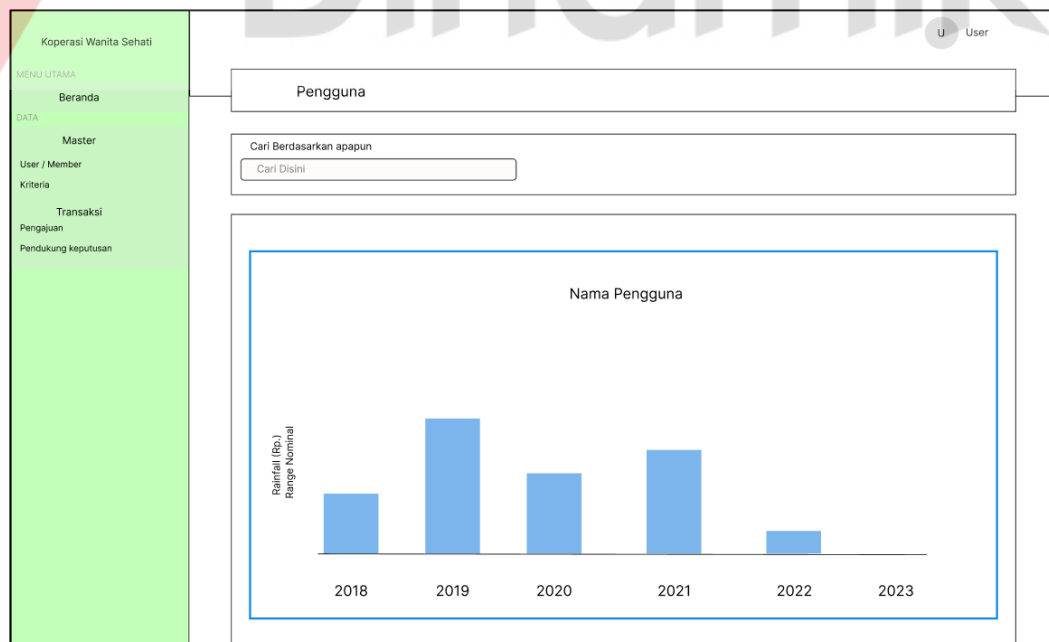 Koperasi Wanita Sehati
U User
MENU UTAMA
Beranda
DATA
Master
User / Member
Kriteria
Transaksi
Pengajuan
Pendukung keputusan
Pengguna
Cari Berdasarkan apapun
Cari Disini
Nama Pengguna
Rainfall (Rp.)
Range Nominal
2018 2019 2020 2021 2022 2023